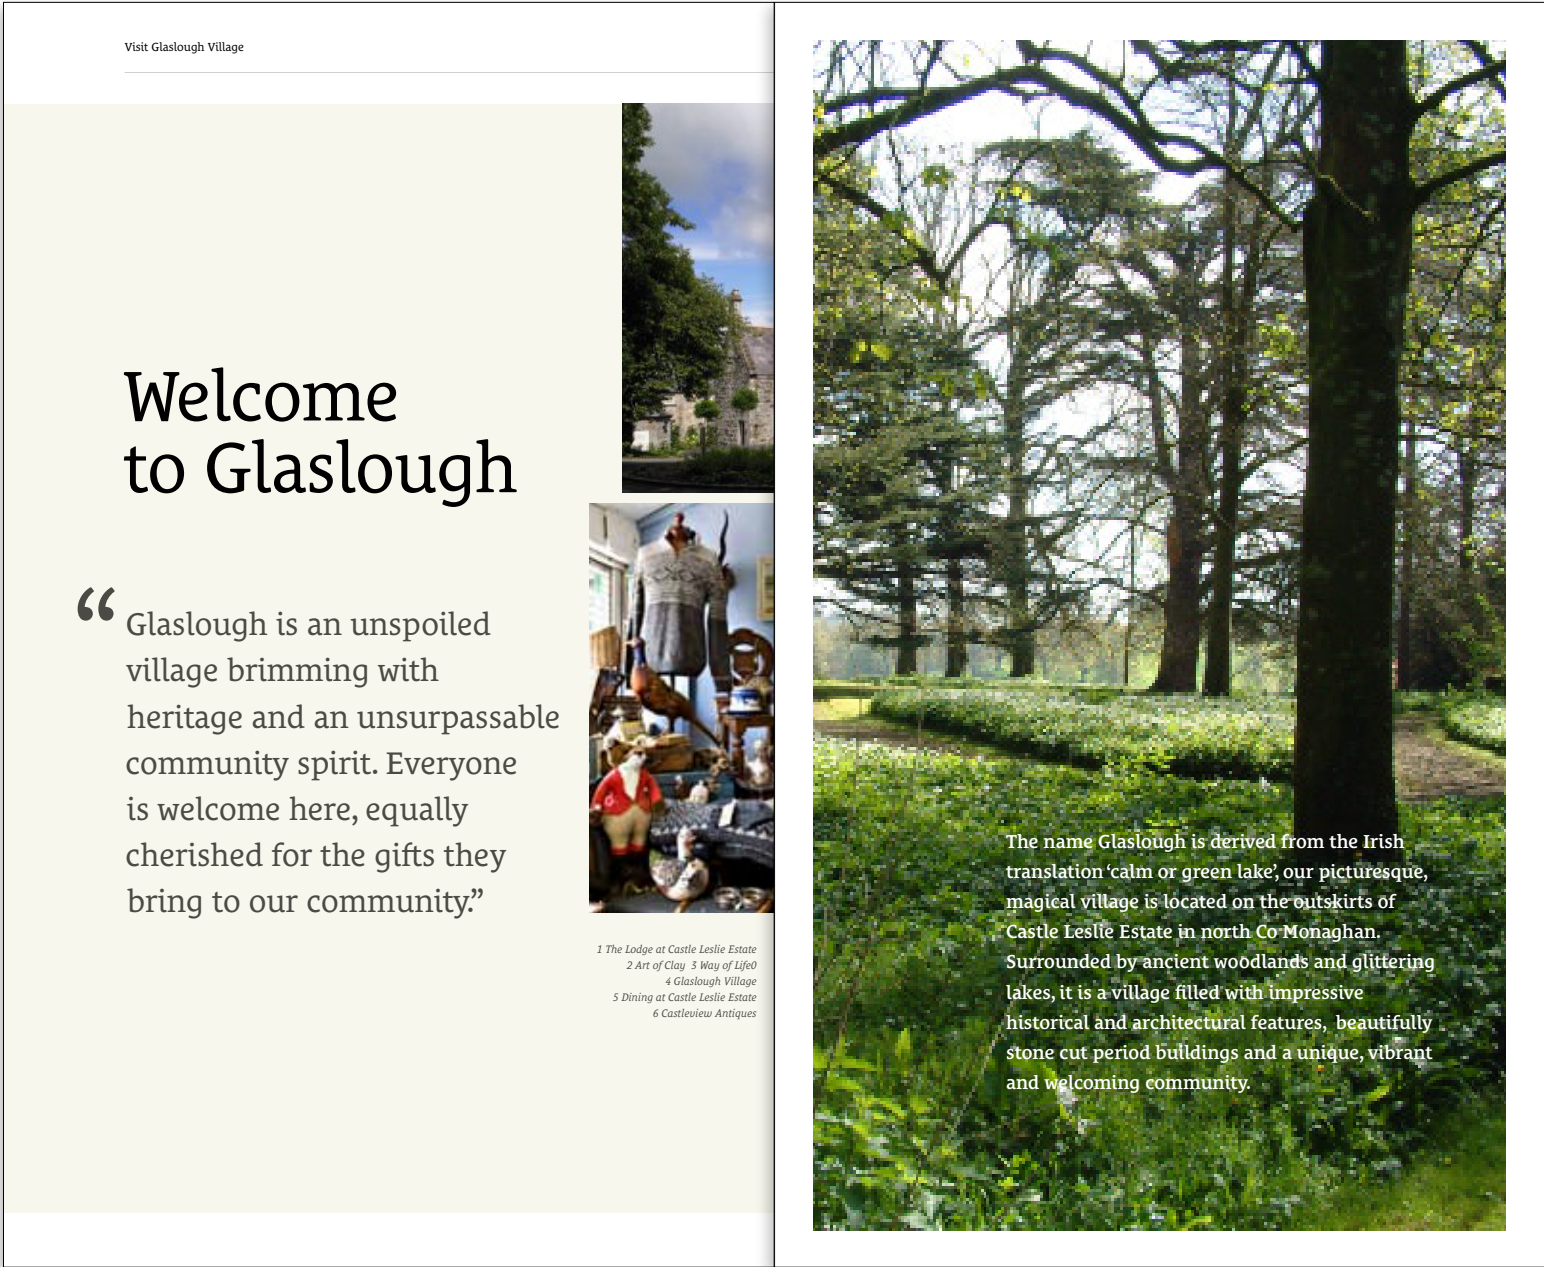 Visit Glaslough Village
Welcome
to Glaslough
“Glaslough is an unspoiled
village brimming with
heritage and an unsurpassable
community spirit. Everyone
is welcome here, equally
cherished for the gifts they
bring to our community.”
1 The Lodge at Castle Leslie Estate
2 Art of Clay  3 Way of Life0
4 Glaslough Village
5 Dining at Castle Leslie Estate
6 Castleview Antiques
The name Glaslough is derived from the Irish
translation ‘calm or green lake’, our picturesque,
magical village is located on the outskirts of
Castle Leslie Estate in north Co Monaghan.
Surrounded by ancient woodlands and glittering
lakes, it is a village filled with impressive
historical and architectural features,  beautifully
stone cut period buildings and a unique, vibrant
and welcoming community.